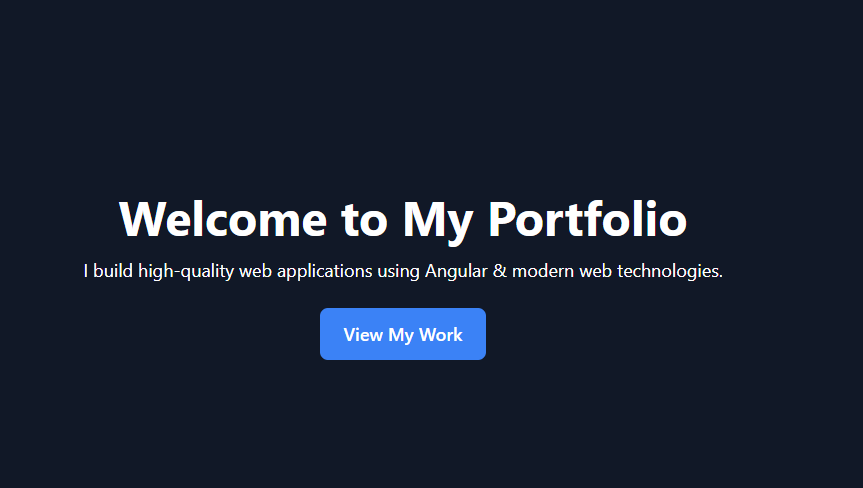 Welcome to My Portfolio
I build high-quality web applications using Angular & modern web technologies.
View My Work